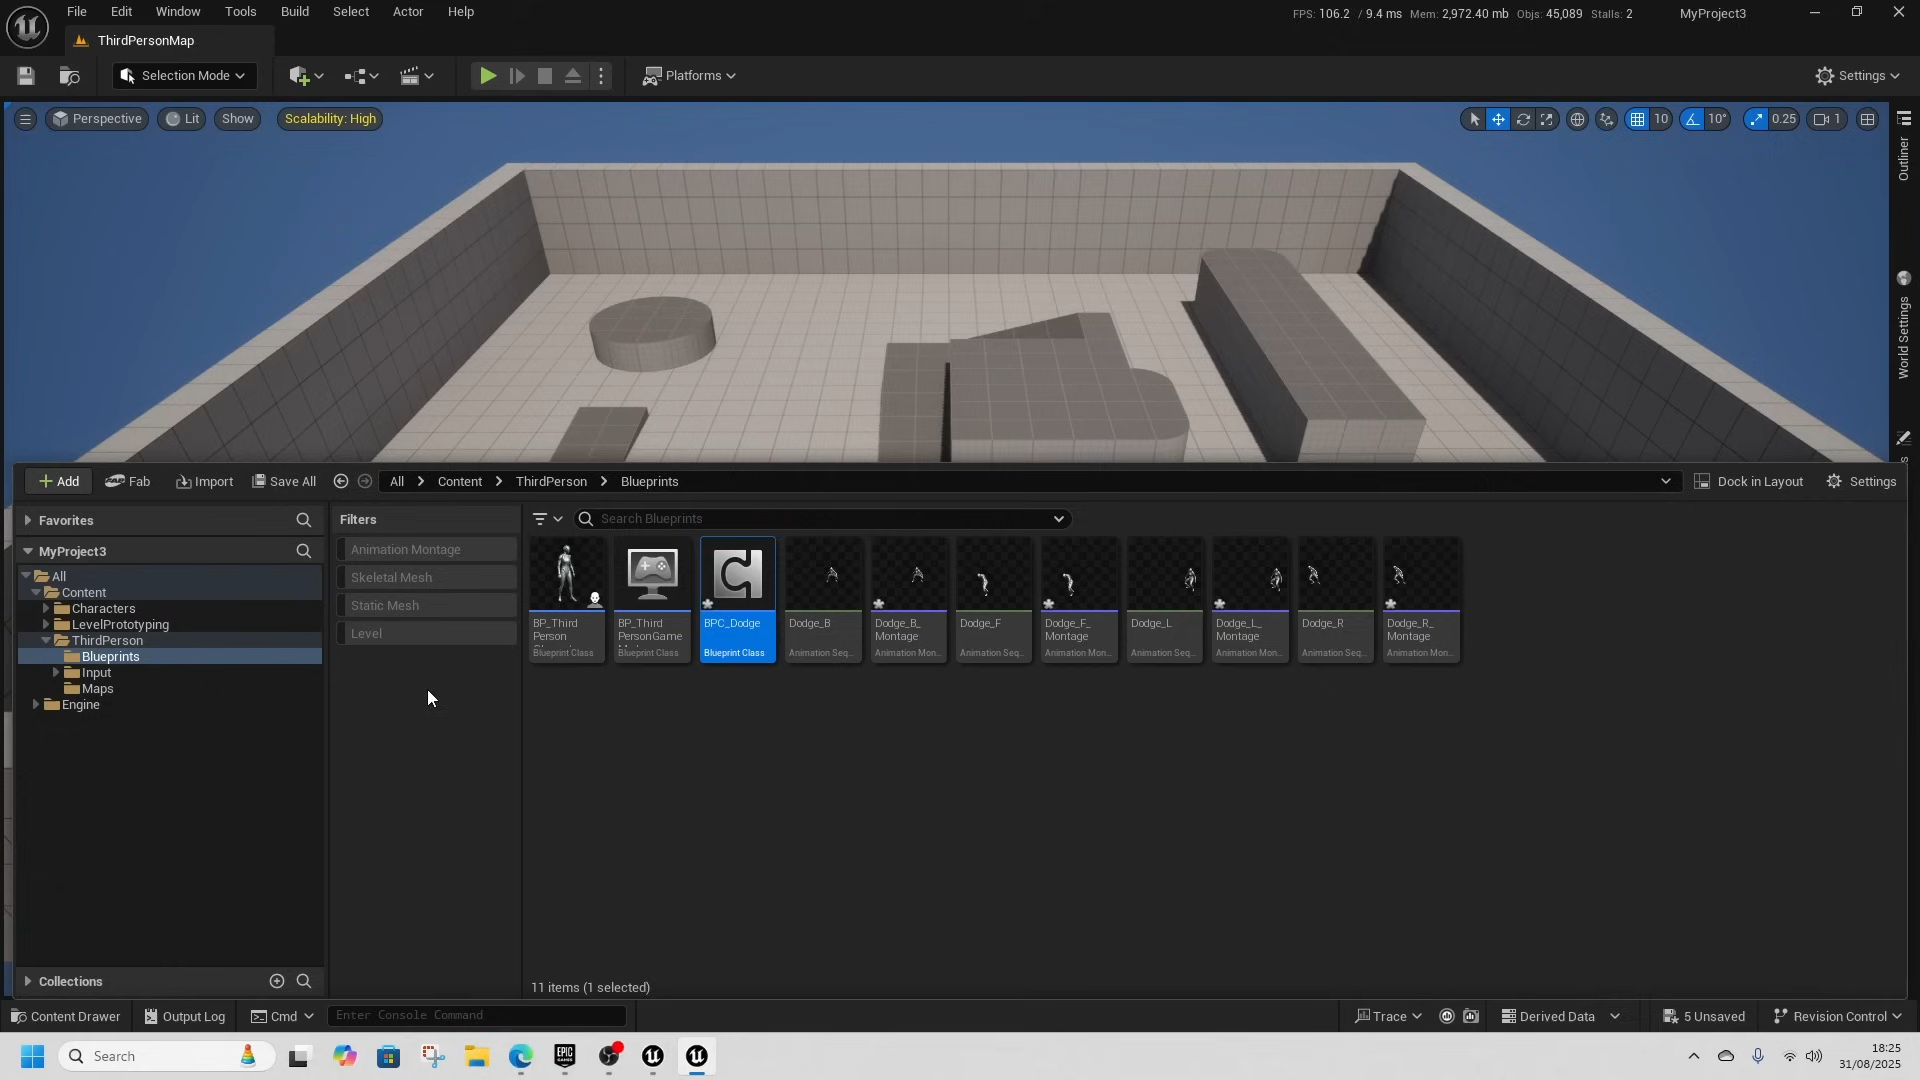 File Edit Window Tools Build Select Actor Help
FPS: 106.2 / 9.4 ms Mem: 2,972.40 mb Objs: 45,089 Stalls: 2 MyProject3
ThirdPersonMap
Selection Mode Platforms Settings
Perspective Lit Show Scalability: High 10 10° 0.25 1
Outliner
World Settings
Add Fab Import Save All All Content ThirdPerson Blueprints Dock in Layout Settings
Favorites
MyProject3
All
Content
Characters
LevelPrototyping
ThirdPerson
Blueprints
Input
Maps
Engine
Collections
Filters
Animation Montage
Skeletal Mesh
Static Mesh
Level
Search Blueprints
BP_Third
Person
Blueprint Class
BP_Third
PersonGame
Blueprint Class
BPC_Dodge
Blueprint Class
Dodge_B
Animation Seq...
Dodge_B_
Montage
Animation Mon...
Dodge_F
Animation Seq...
Dodge_F_
Montage
Animation Mon...
Dodge_L
Animation Seq...
Dodge_L_
Montage
Animation Mon...
Dodge_R
Animation Seq...
Dodge_R_
Montage
Animation Mon...
11 items (1 selected)
Content Drawer Output Log Cmd Enter Console Command Trace Derived Data 5 Unsaved Revision Control
Search
EPIC
GAMES
18:25
31/08/2025